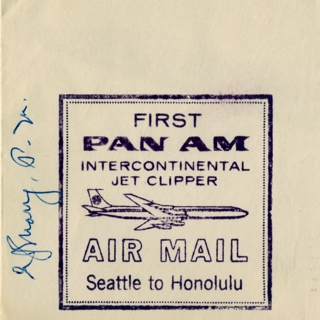 FIRST
PAN AM
INTERCONTINENTAL
JET CLIPPER
AIR MAIL
Seattle to Honolulu